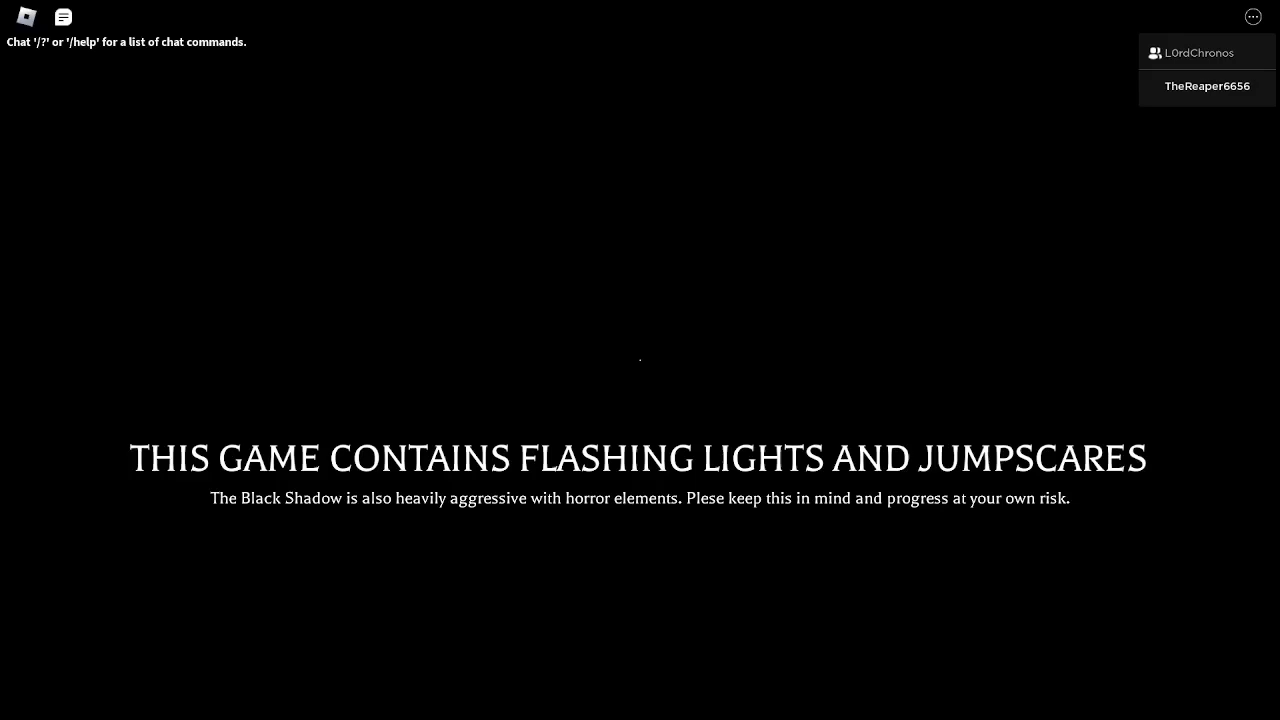 Chat '/?' or '/help' for a list of chat commands.
L0rdChronos
TheReaper6656
THIS GAME CONTAINS FLASHING LIGHTS AND JUMPSCARES
The Black Shadow is also heavily aggressive with horror elements. Plese keep this in mind and progress at your own risk.